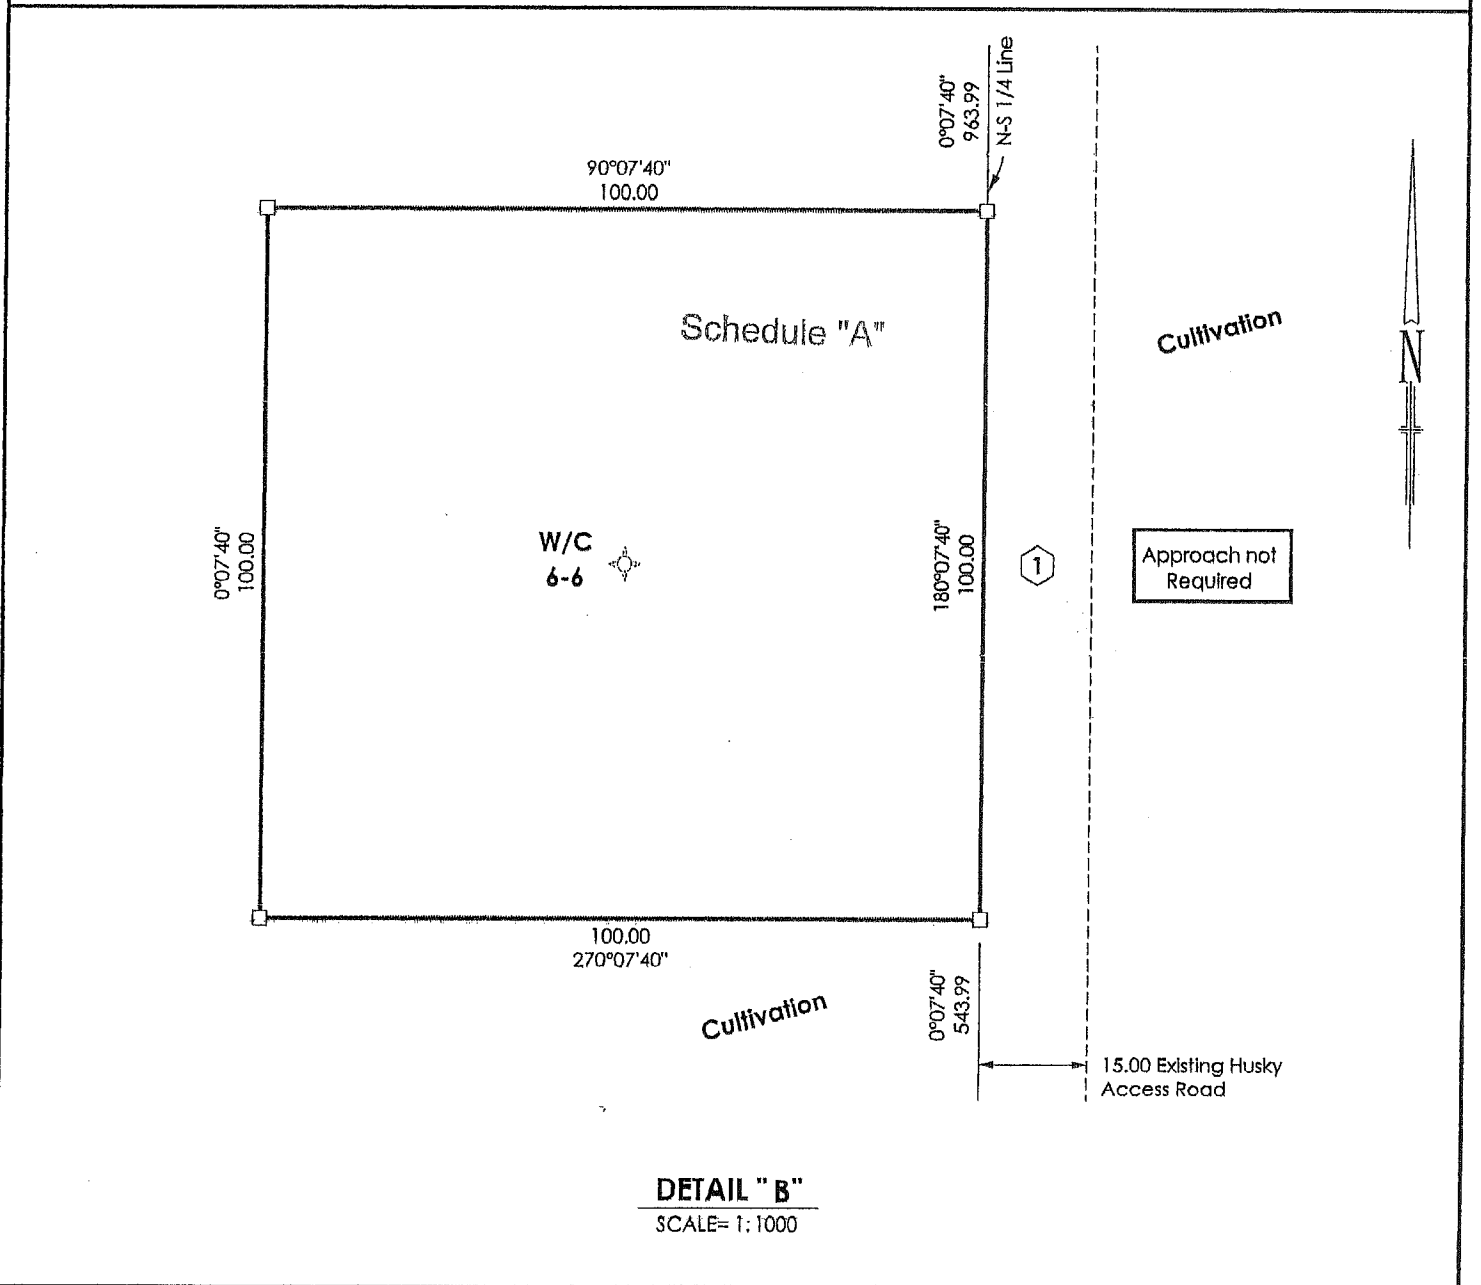 0°07'40"
963.99
N-S 1/4 Line
90°07'40"
100.00
Schedule "A"
Cultivation
N
W/C
6-6
0°07'40"
100.00
180°07'40"
100.00
1
Approach not
Required
100.00
270°07'40"
Cultivation
0°07'40"
543.99
15.00 Existing Husky
Access Road
DETAIL "B"
SCALE= 1:1000